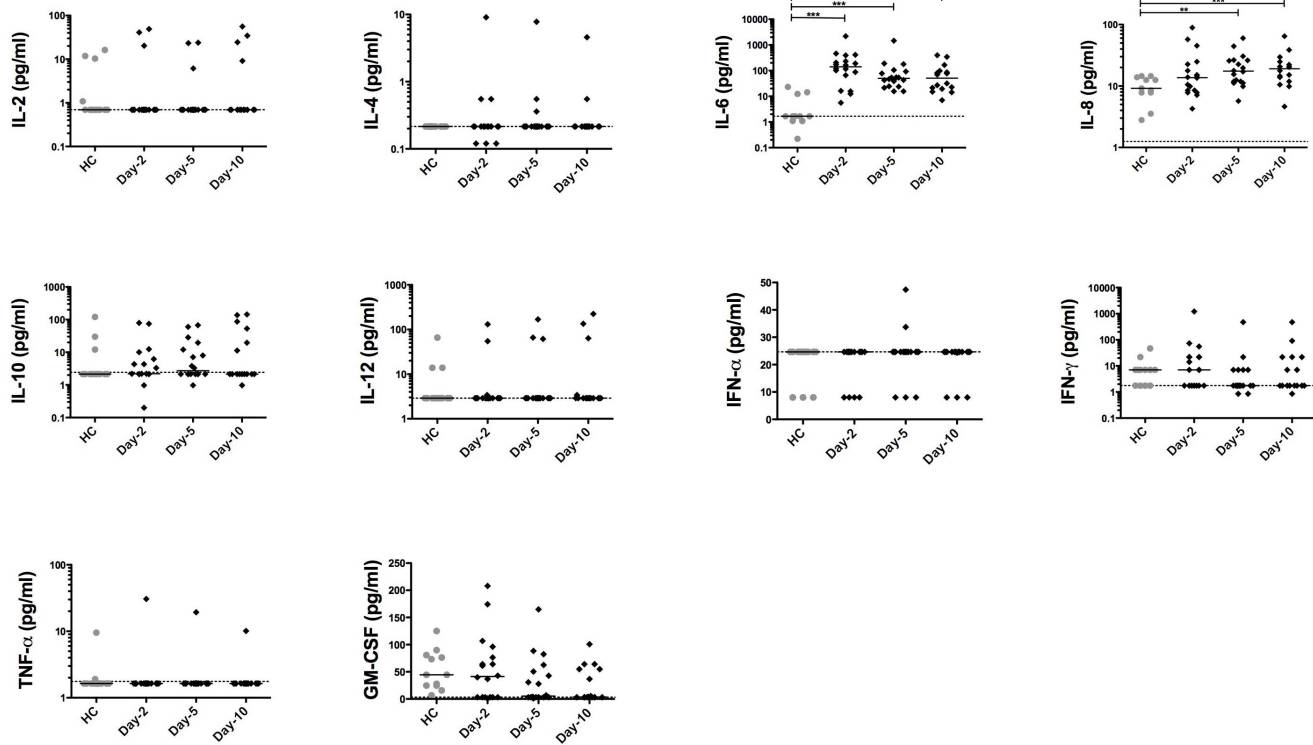 IL-2 (pg/ml)
100
10
1
0.1
HC Day-2 Day-5 Day-10
IL-4 (pg/ml)
10
1
0.1
HC Day-2 Day-5 Day-10
IL-6 (pg/ml)
***
***
10000
1000
100
10
1
0.1
HC Day-2 Day-5 Day-10
IL-8 (pg/ml)
***
**
100
10
1
HC Day-2 Day-5 Day-10
IL-10 (pg/ml)
1000
100
10
1
0.1
HC Day-2 Day-5 Day-10
IL-12 (pg/ml)
1000
100
10
1
HC Day-2 Day-5 Day-10
IFN-α (pg/ml)
50
40
30
20
10
0
HC Day-2 Day-5 Day-10
IFN-γ (pg/ml)
10000
1000
100
10
1
0.1
HC Day-2 Day-5 Day-10
TNF-α (pg/ml)
100
10
1
HC Day-2 Day-5 Day-10
GM-CSF (pg/ml)
250
200
150
100
50
0
HC Day-2 Day-5 Day-10